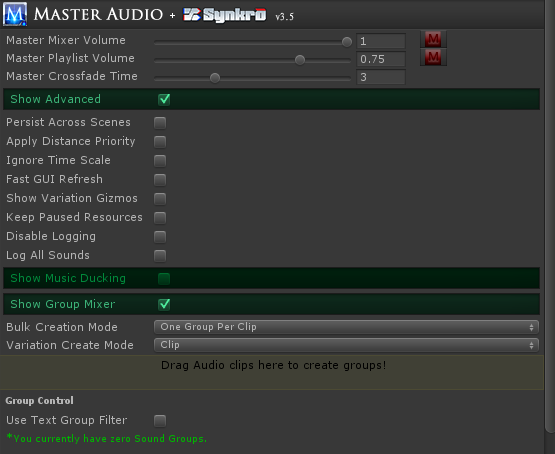 M MASTER AUDIO + Synkro v3.5
Master Mixer Volume 1 M
Master Playlist Volume 0.75 M
Master Crossfade Time 3
Show Advanced
Persist Across Scenes
Apply Distance Priority
Ignore Time Scale
Fast GUI Refresh
Show Variation Gizmos
Keep Paused Resources
Disable Logging
Log All Sounds
Show Music Ducking
Show Group Mixer
Bulk Creation Mode One Group Per Clip
Variation Create Mode Clip
Drag Audio clips here to create groups!
Group Control
Use Text Group Filter
*You currently have zero Sound Groups.